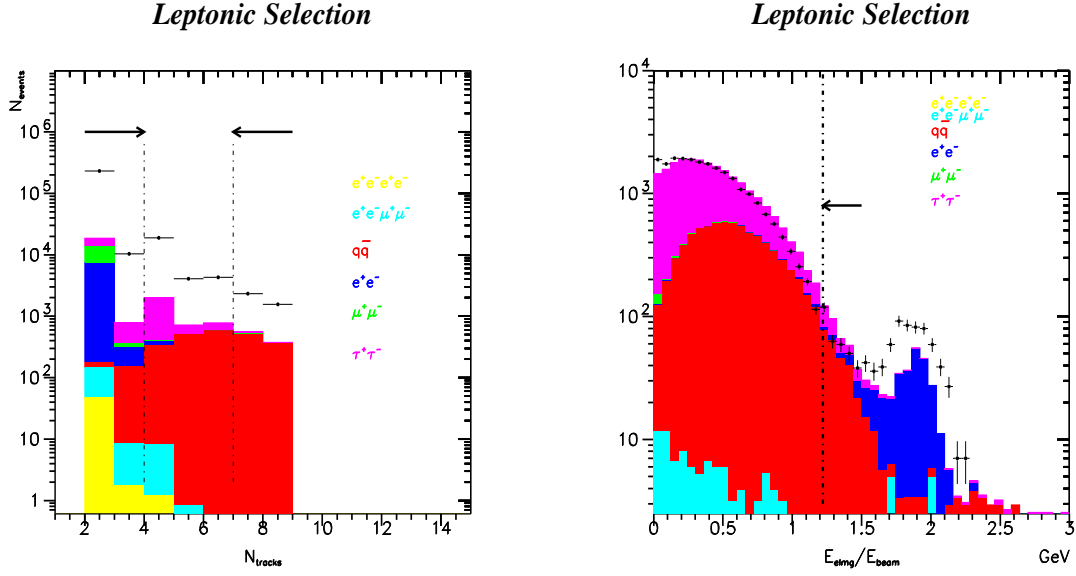 Leptonic Selection
N_events
10^6
10^5
10^4
10^3
10^2
10
1
e⁺e⁻e⁺e⁻
e⁺e⁻μ⁺μ⁻
qq̅
e⁺e⁻
μ⁺μ⁻
τ⁺τ⁻
2 4 6 8 10 12 14
N_tracks
Leptonic Selection
10^4
10^3
10^2
10
e⁺e⁻e⁺e⁻
e⁺e⁻μ⁺μ⁻
qq̅
e⁺e⁻
μ⁺μ⁻
τ⁺τ⁻
0 0.5 1 1.5 2 2.5 3
E_elmg/E_beam GeV